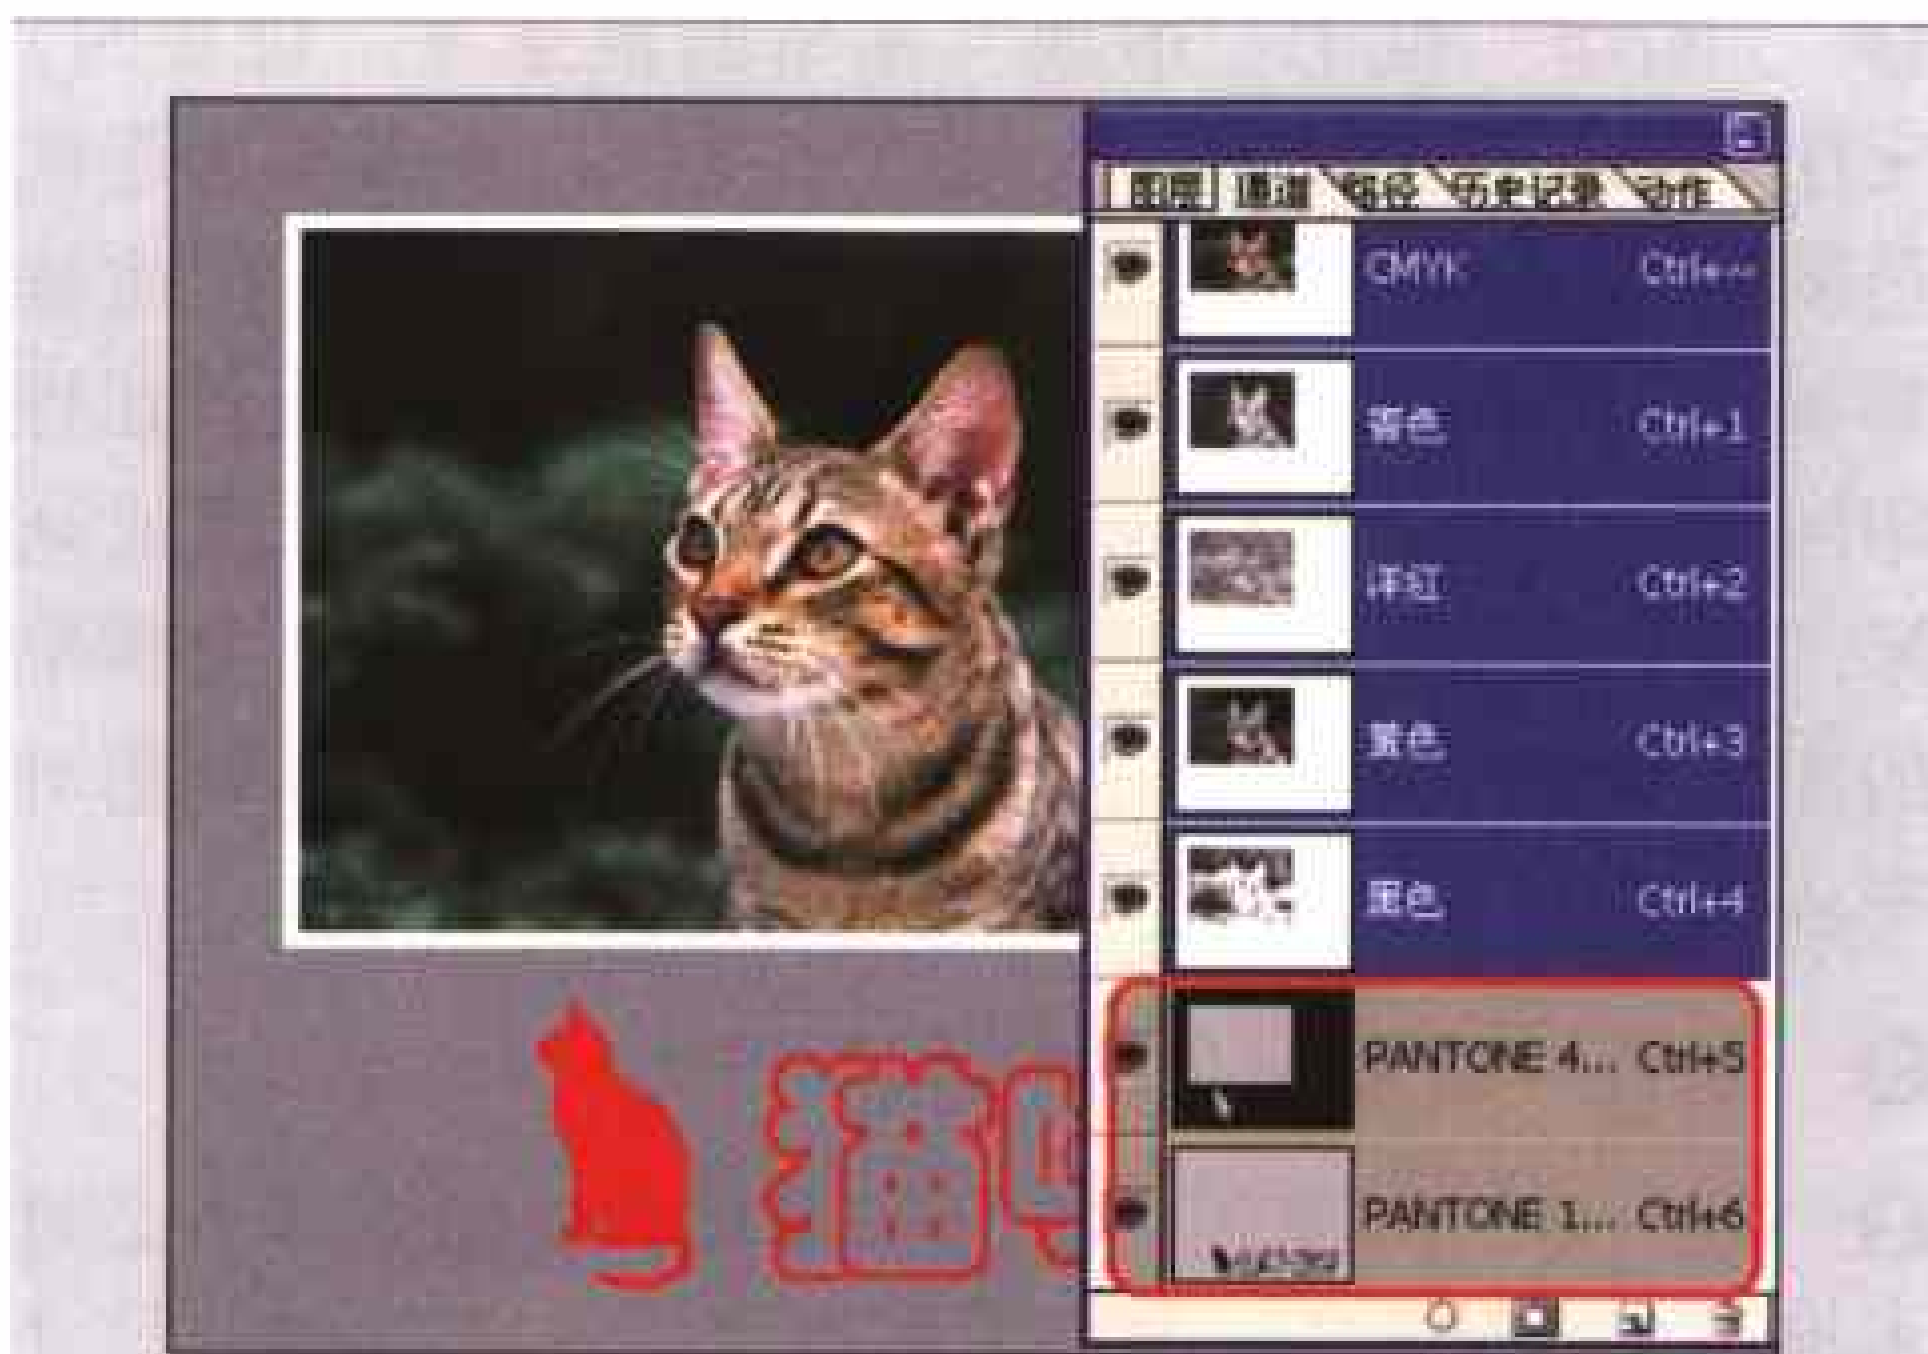 图层 通道 路径 历史记录 动作
CMYK Ctrl+~
青色 Ctrl+1
洋红 Ctrl+2
黄色 Ctrl+3
黑色 Ctrl+4
PANTONE 4... Ctrl+5
PANTONE 1... Ctrl+6
猫